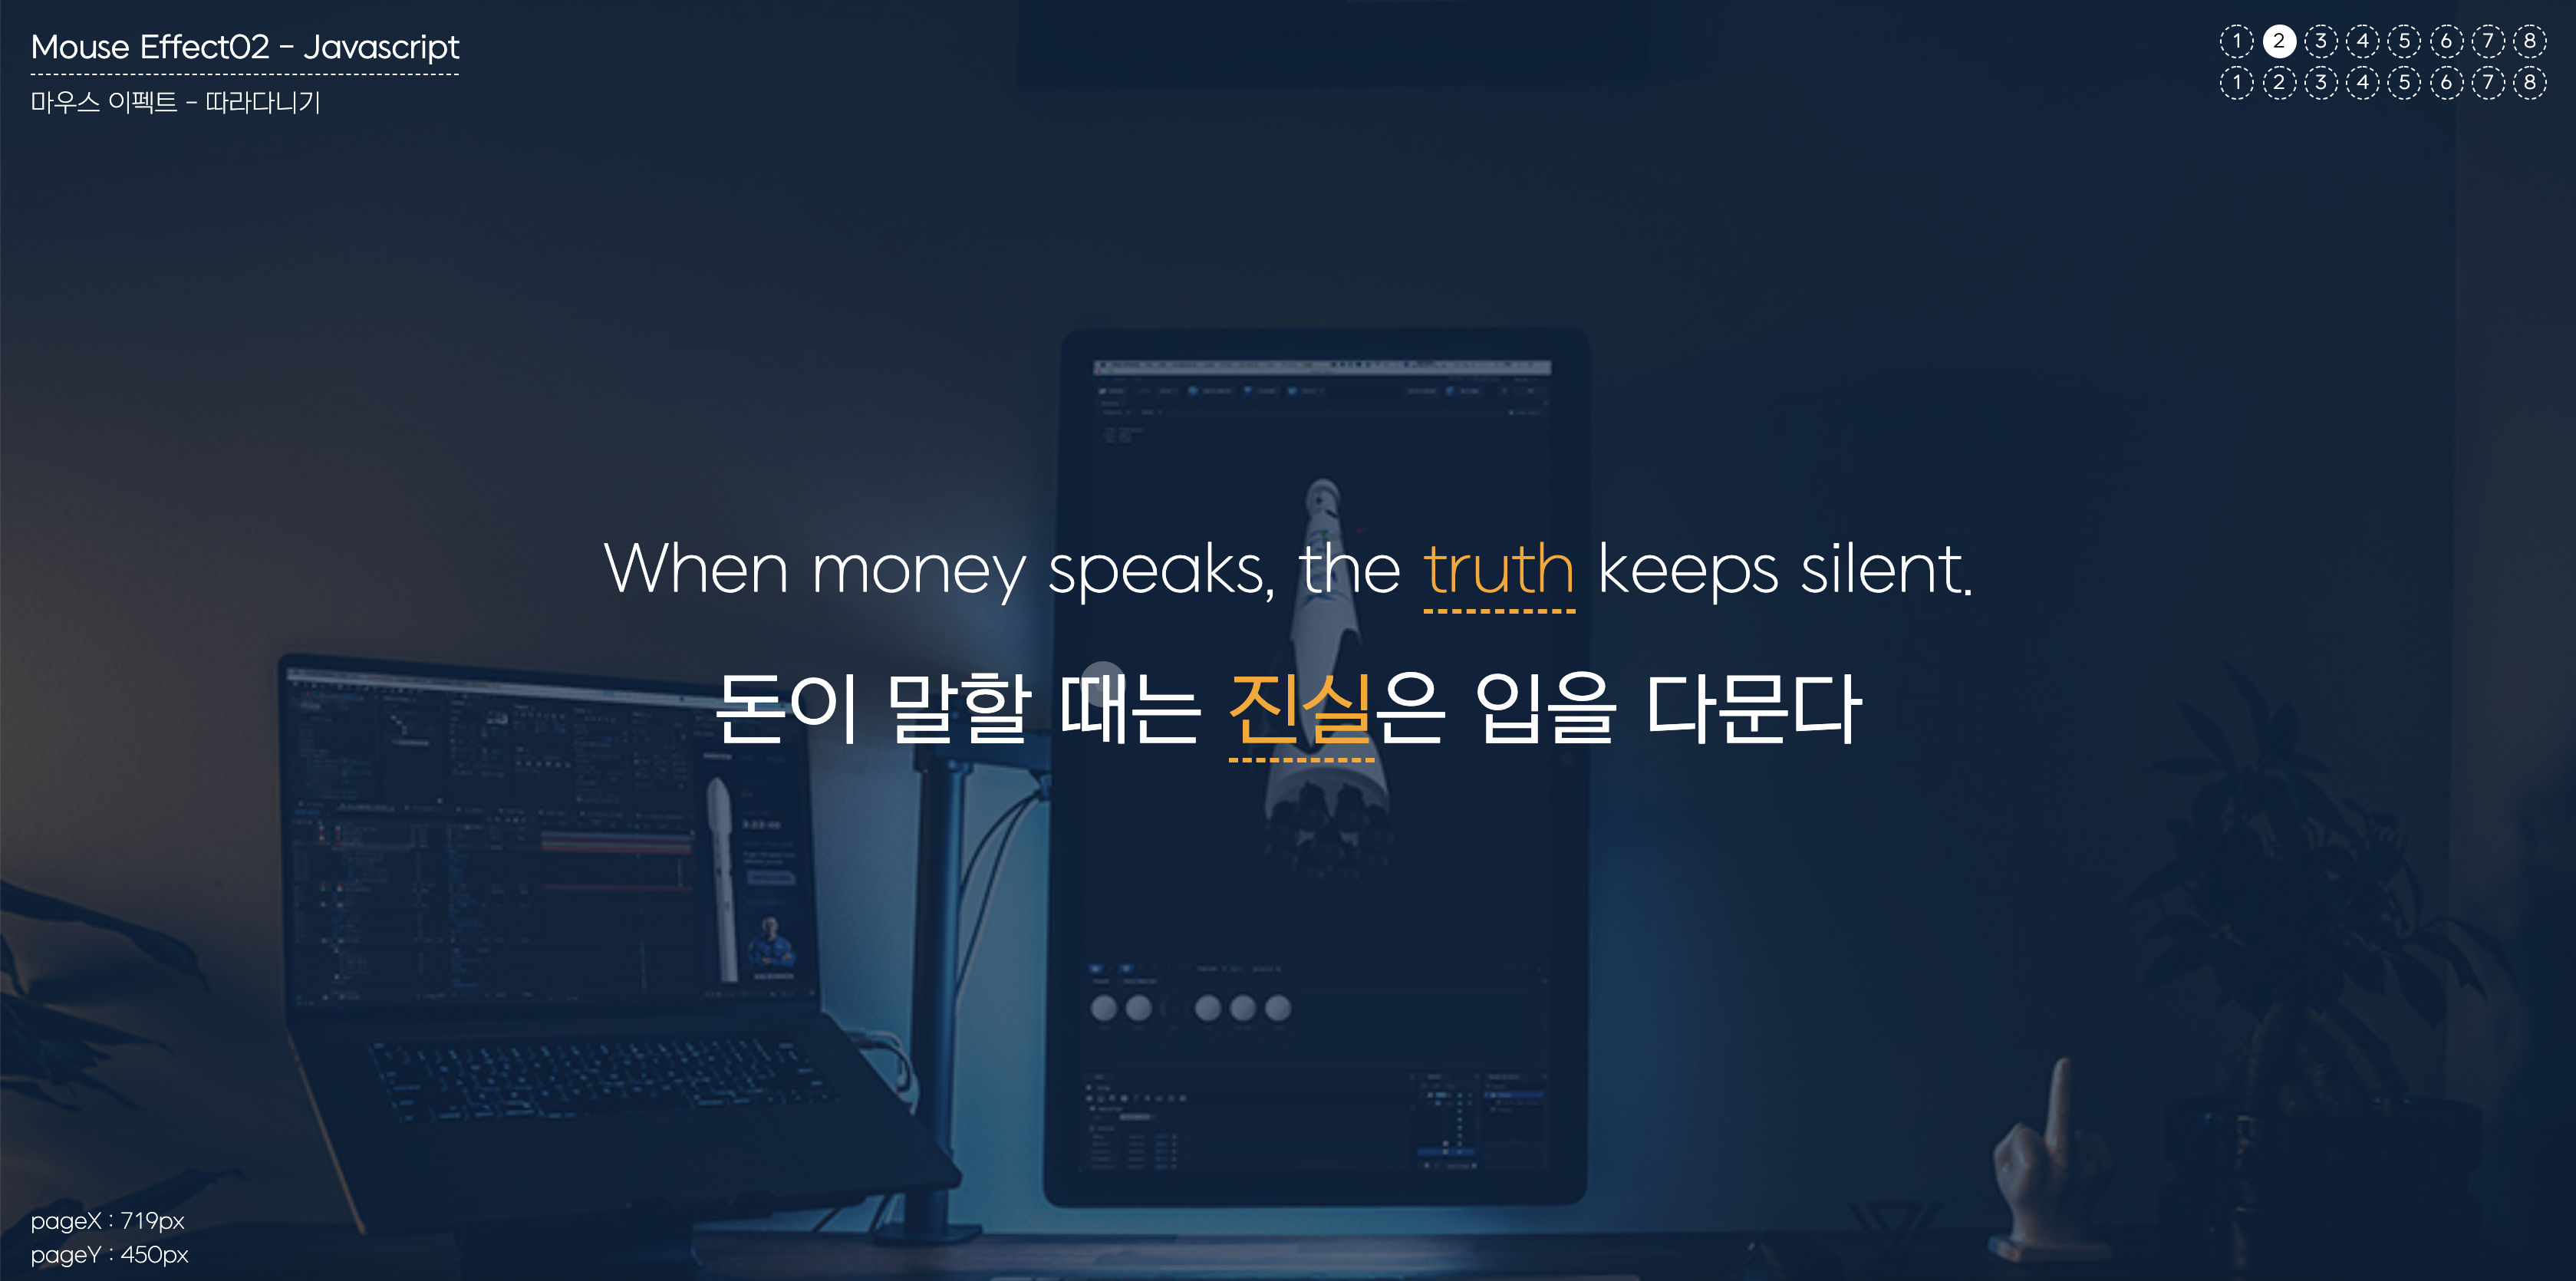 Mouse Effect02 - Javascript
마우스 이펙트 - 따라다니기
1 2 3 4 5 6 7 8
1 2 3 4 5 6 7 8
When money speaks, the truth keeps silent.
돈이 말할 때는 진실은 입을 다문다
pageX : 719px
pageY : 450px